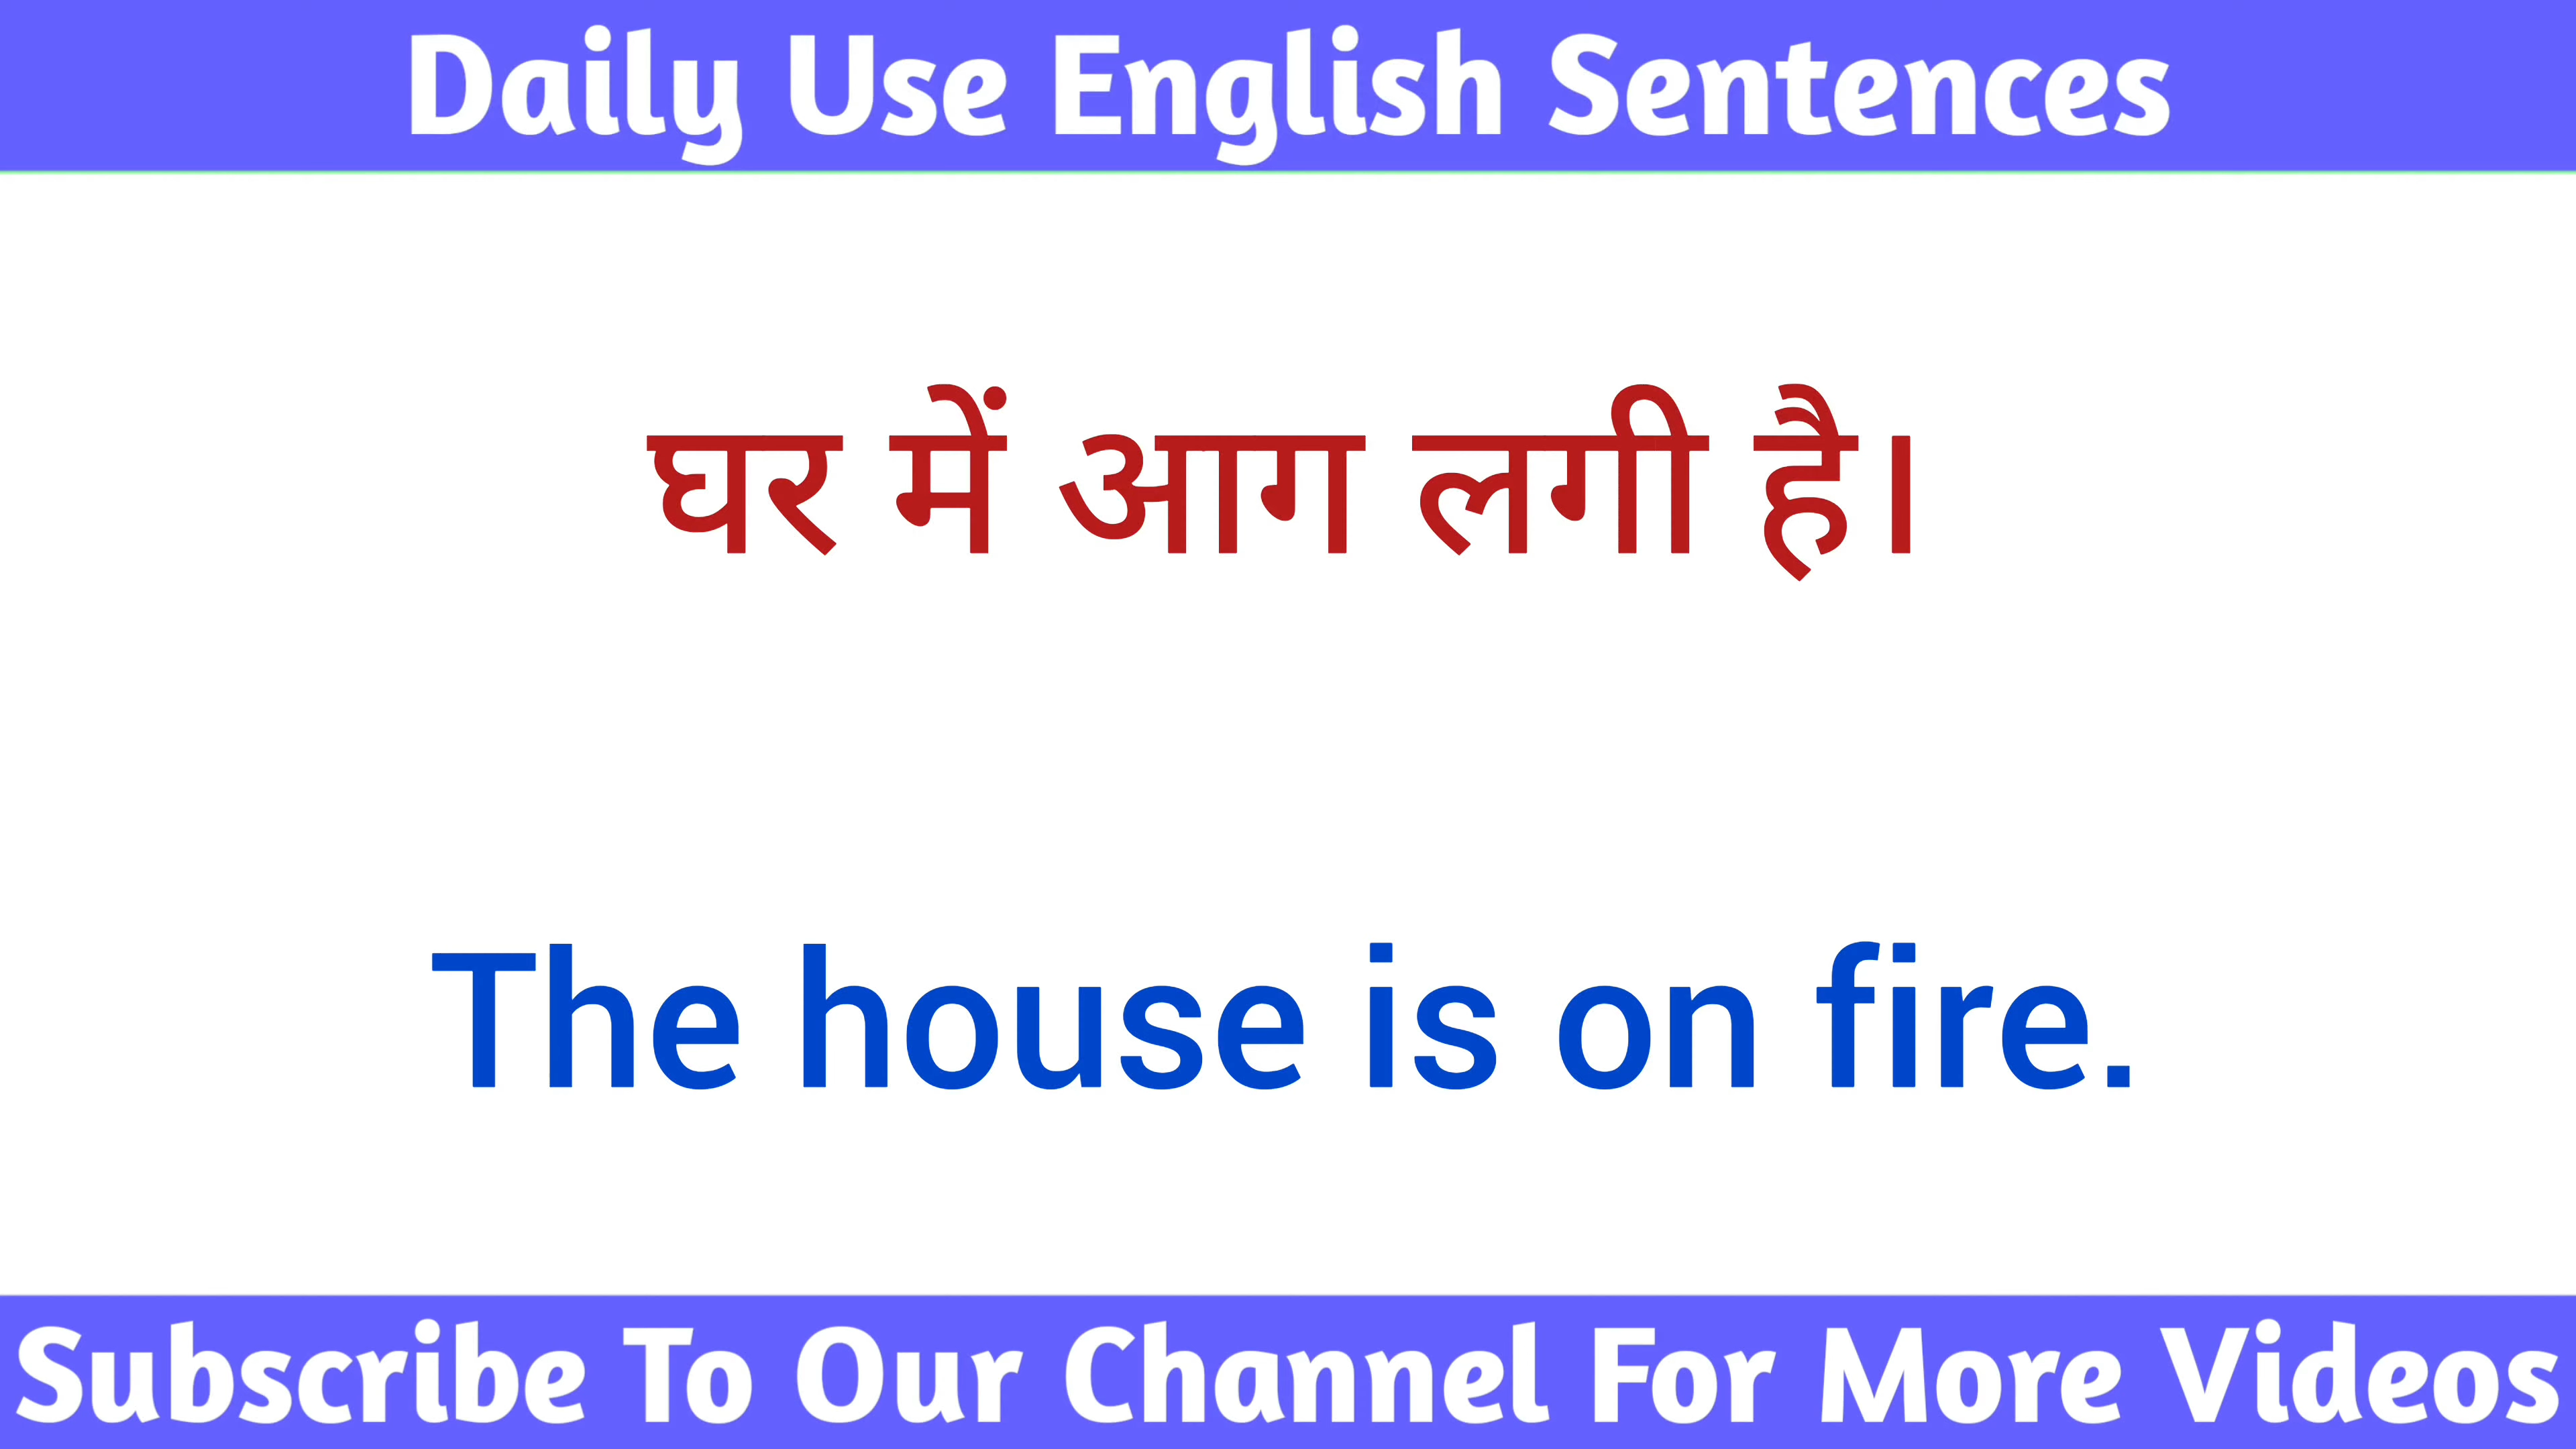 Daily Use English Sentences
घर में आग लगी है।
The house is on fire.
Subscribe To Our Channel For More Videos